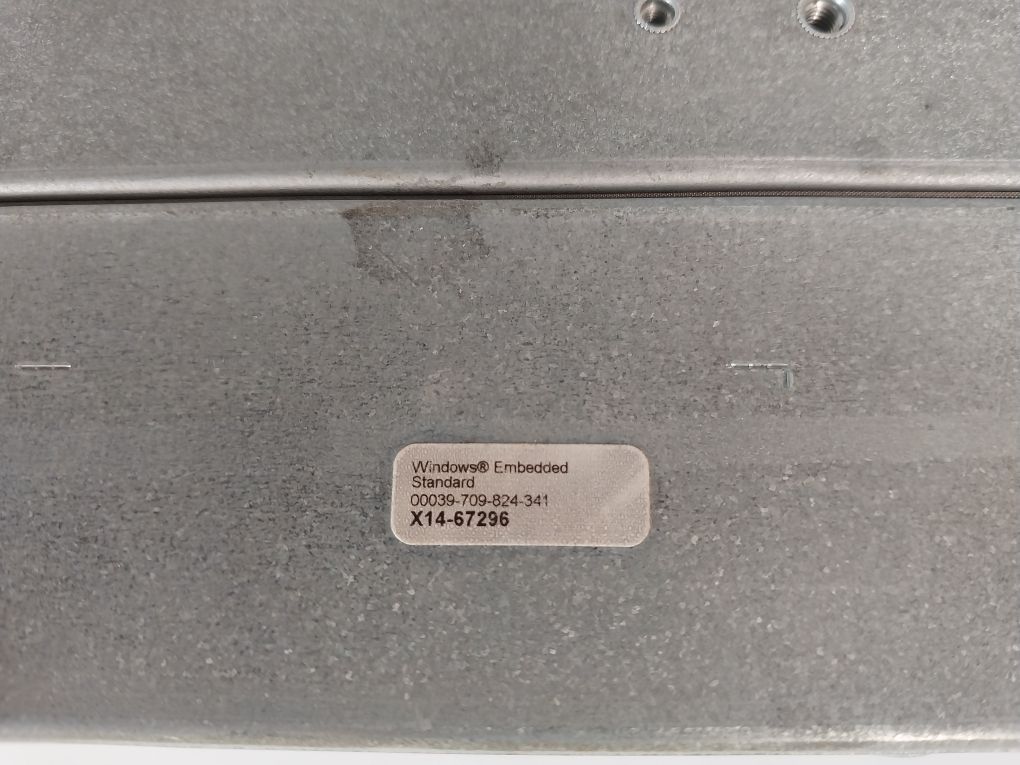 Windows® Embedded
Standard
00039-709-824-341
X14-67296